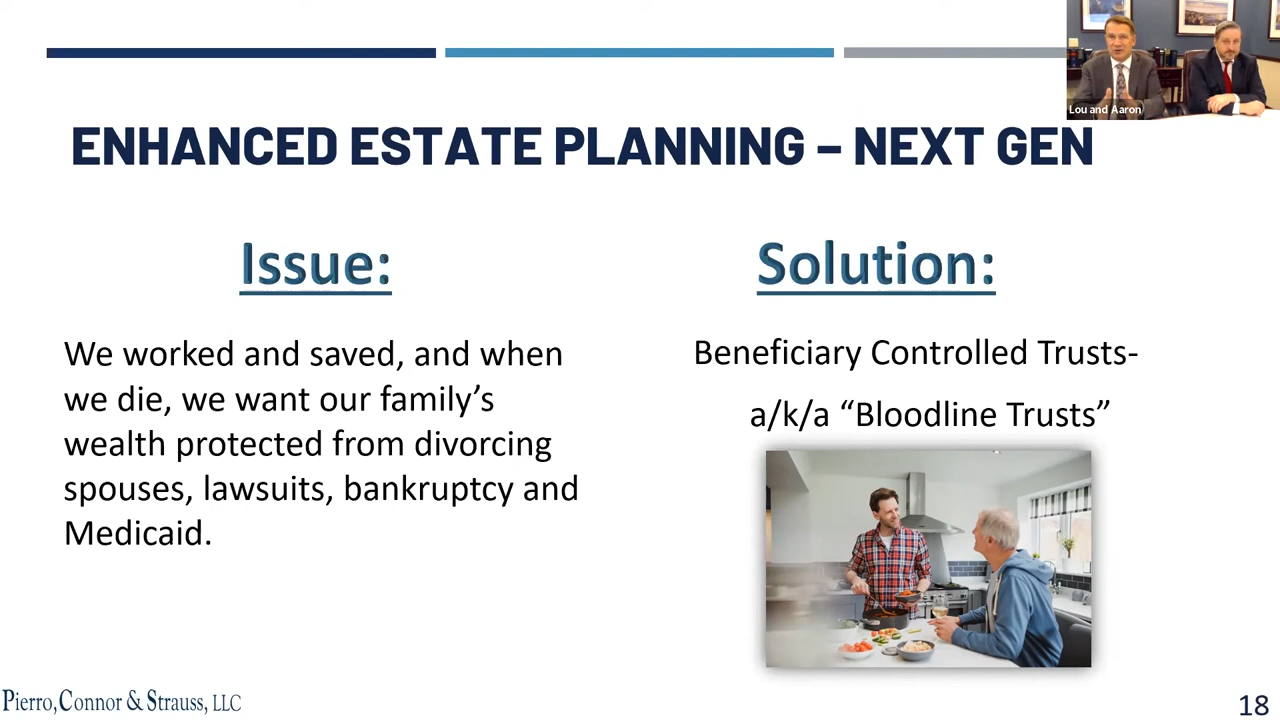 Lou and Aaron
ENHANCED ESTATE PLANNING – NEXT GEN
Issue:
We worked and saved, and when
we die, we want our family’s
wealth protected from divorcing
spouses, lawsuits, bankruptcy and
Medicaid.
Solution:
Beneficiary Controlled Trusts-
a/k/a “Bloodline Trusts”
Pierro, Connor & Strauss, LLC
18